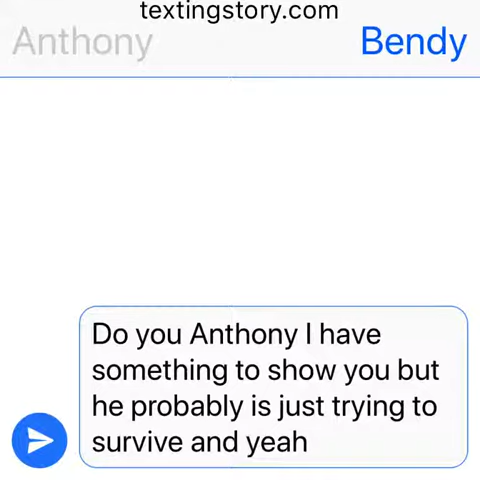 textingstory.com
Anthony Bendy
Do you Anthony I have
something to show you but
he probably is just trying to
survive and yeah